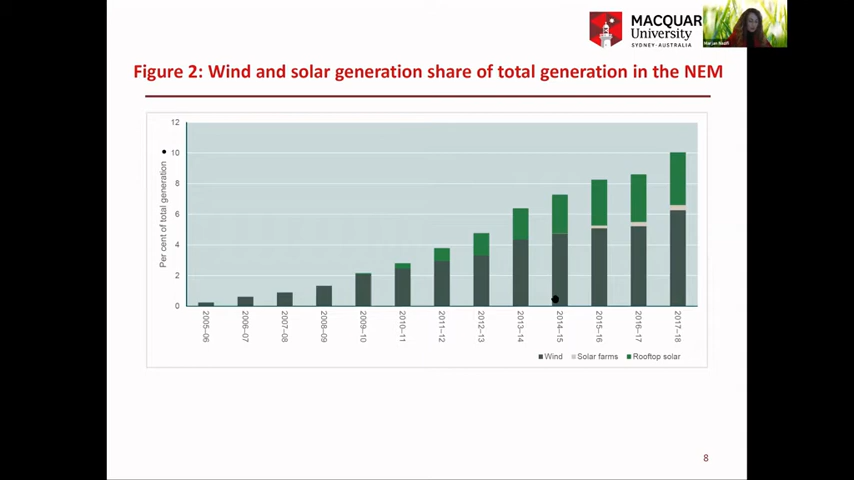 MACQUAR
University
SYDNEY · AUSTRALIA
Figure 2: Wind and solar generation share of total generation in the NEM
Per cent of total generation
12
10
8
6
4
2
0
2005–06
2006–07
2007–08
2008–09
2009–10
2010–11
2011–12
2012–13
2013–14
2014–15
2015–16
2016–17
2017–18
Wind
Solar farms
Rooftop solar
8